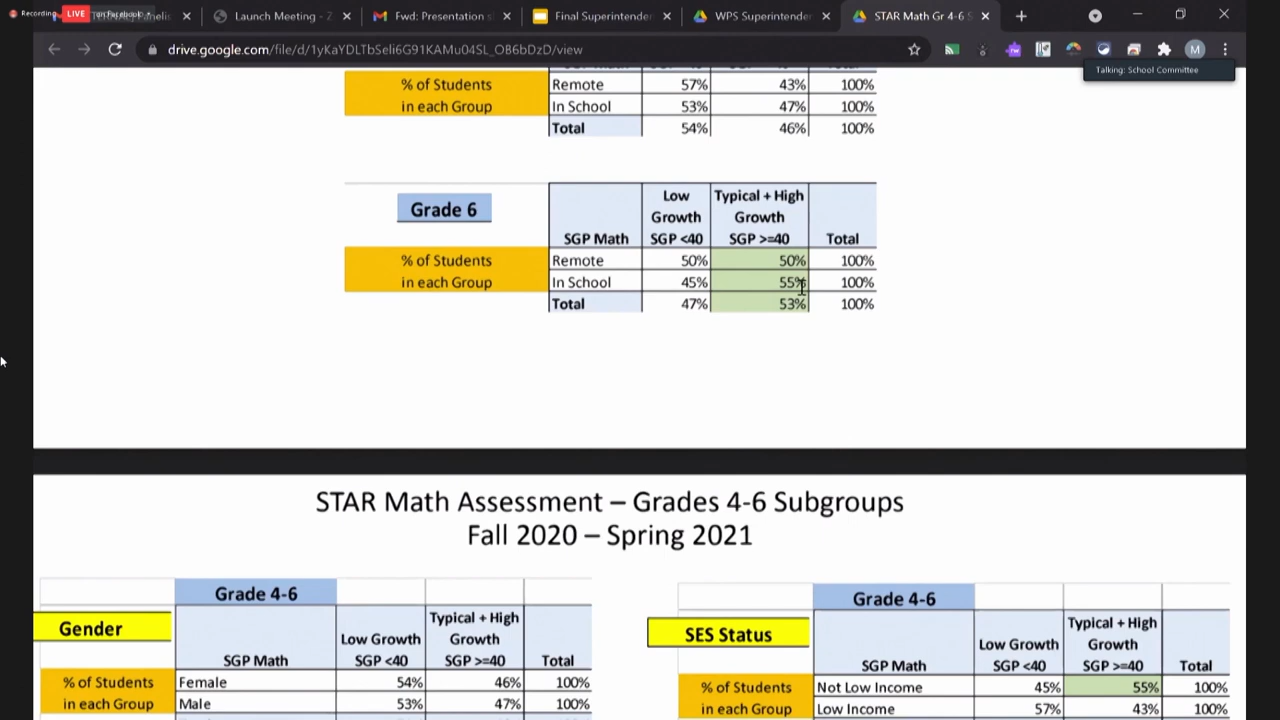 Recording LIVE on Facebook
Launch Meeting - Z
Fwd: Presentation s
Final Superintender
WPS Superintender
STAR Math Gr 4-6 S
drive.google.com/file/d/1yKaYDLTbSeli6G91KAMu04SL_OB6bDzD/view
M
Talking: School Committee
% of Students Remote 57% 43% 100%
in each Group In School 53% 47% 100%
Total 54% 46% 100%
Low Typical + High
Grade 6 Growth Growth
SGP Math SGP <40 SGP >=40 Total
% of Students Remote 50% 50% 100%
in each Group In School 45% 55% 100%
Total 47% 53% 100%
STAR Math Assessment – Grades 4-6 Subgroups
Fall 2020 – Spring 2021
Grade 4-6
Gender
Typical + High
Low Growth Growth
SGP Math SGP <40 SGP >=40 Total
% of Students Female 54% 46% 100%
in each Group Male 53% 47% 100%
Grade 4-6
SES Status
Typical + High
Low Growth Growth
SGP Math SGP <40 SGP >=40 Total
% of Students Not Low Income 45% 55% 100%
in each Group Low Income 57% 43% 100%